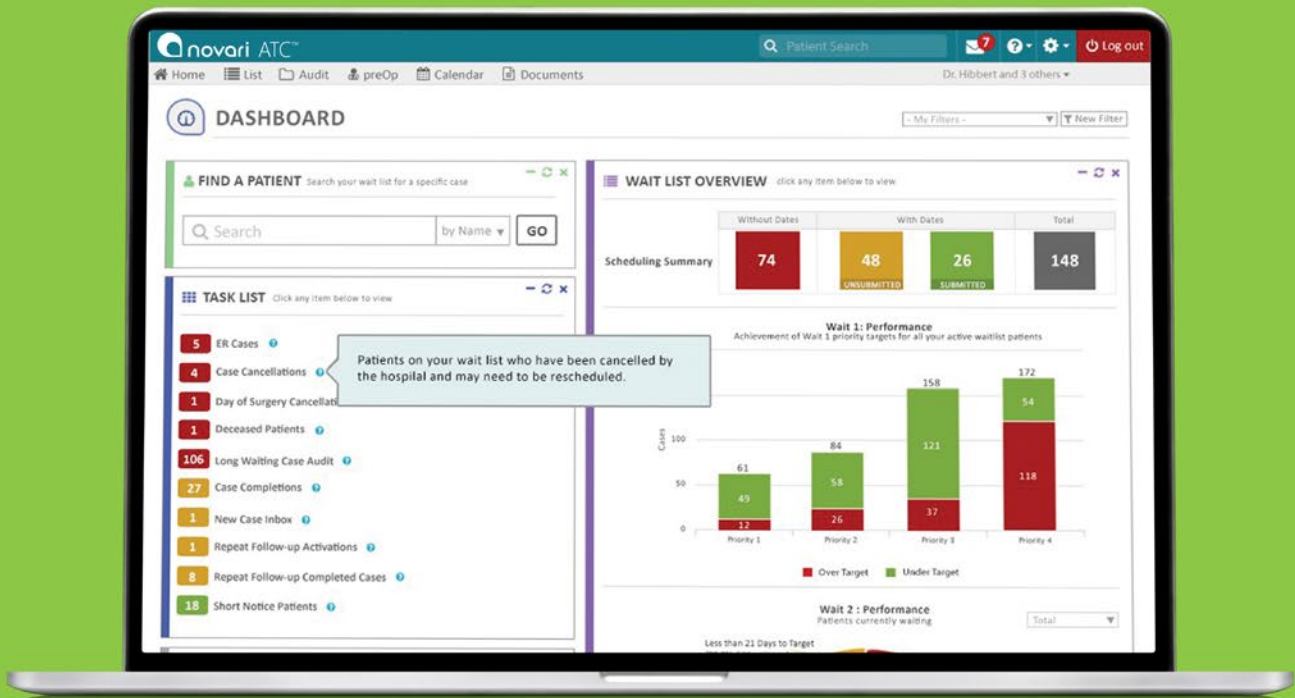 novari ATC™
Patient Search
7
Log out
Home List Audit preOp Calendar Documents
Dr. Hibbert and 3 others
DASHBOARD
- My Filters -
New Filter
FIND A PATIENT Search your wait list for a specific case
Search
by Name
GO
TASK LIST Click any item below to view
5 ER Cases
4 Case Cancellations
Patients on your wait list who have been cancelled by
the hospilal and may need to be rescheduled.
1 Day of Surgery
1 Deceased Patients
106 Long Waiting Case Audit
27 Case Completions
1 New Case Inbox
1 Repeat Follow-up Activations
8 Repeat Follow-up Completed Cases
18 Short Notice Patients
WAIT LIST OVERVIEW click any item below to view
Without Dates With Dates Total
Scheduling Summary 74 48 26 148
UNSUBMITTED SUBMITTED
Wait 1: Performance
Achievement of Wait 1 priority targets for all your active waitlist patients
Cases
100
50
0
61
49
12
84
58
26
158
121
37
172
54
118
Priority 1 Priority 2 Priority 3 Priority 4
Over Target Under Target
Wait 2 : Performance
Patients currently waiting
Total
Less than 21 Days to Target